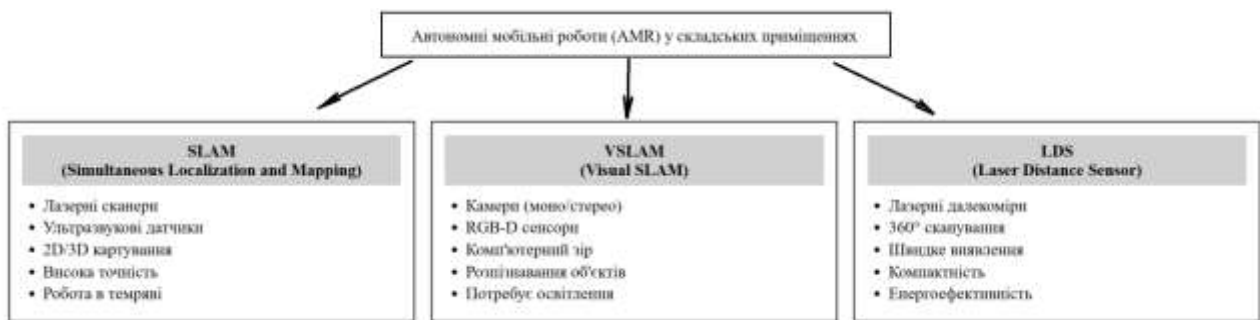 Автономні мобільні роботи (AMR) у складських приміщеннях
SLAM
(Simultaneous Localization and Mapping)
• Лазерні сканери
• Ультразвукові датчики
• 2D/3D картування
• Висока точність
• Робота в темряві
VSLAM
(Visual SLAM)
• Камери (моно/стерео)
• RGB-D сенсори
• Комп'ютерний зір
• Розпізнавання об'єктів
• Потребує освітлення
LDS
(Laser Distance Sensor)
• Лазерні далекоміри
• 360° сканування
• Швидке виявлення
• Компактність
• Енергоефективність